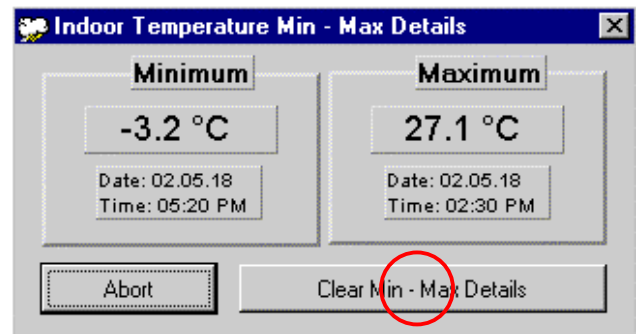 Indoor Temperature Min - Max Details
Minimum
-3.2 °C
Date: 02.05.18
Time: 05:20 PM
Maximum
27.1 °C
Date: 02.05.18
Time: 02:30 PM
Abort
Clear Min - Max Details